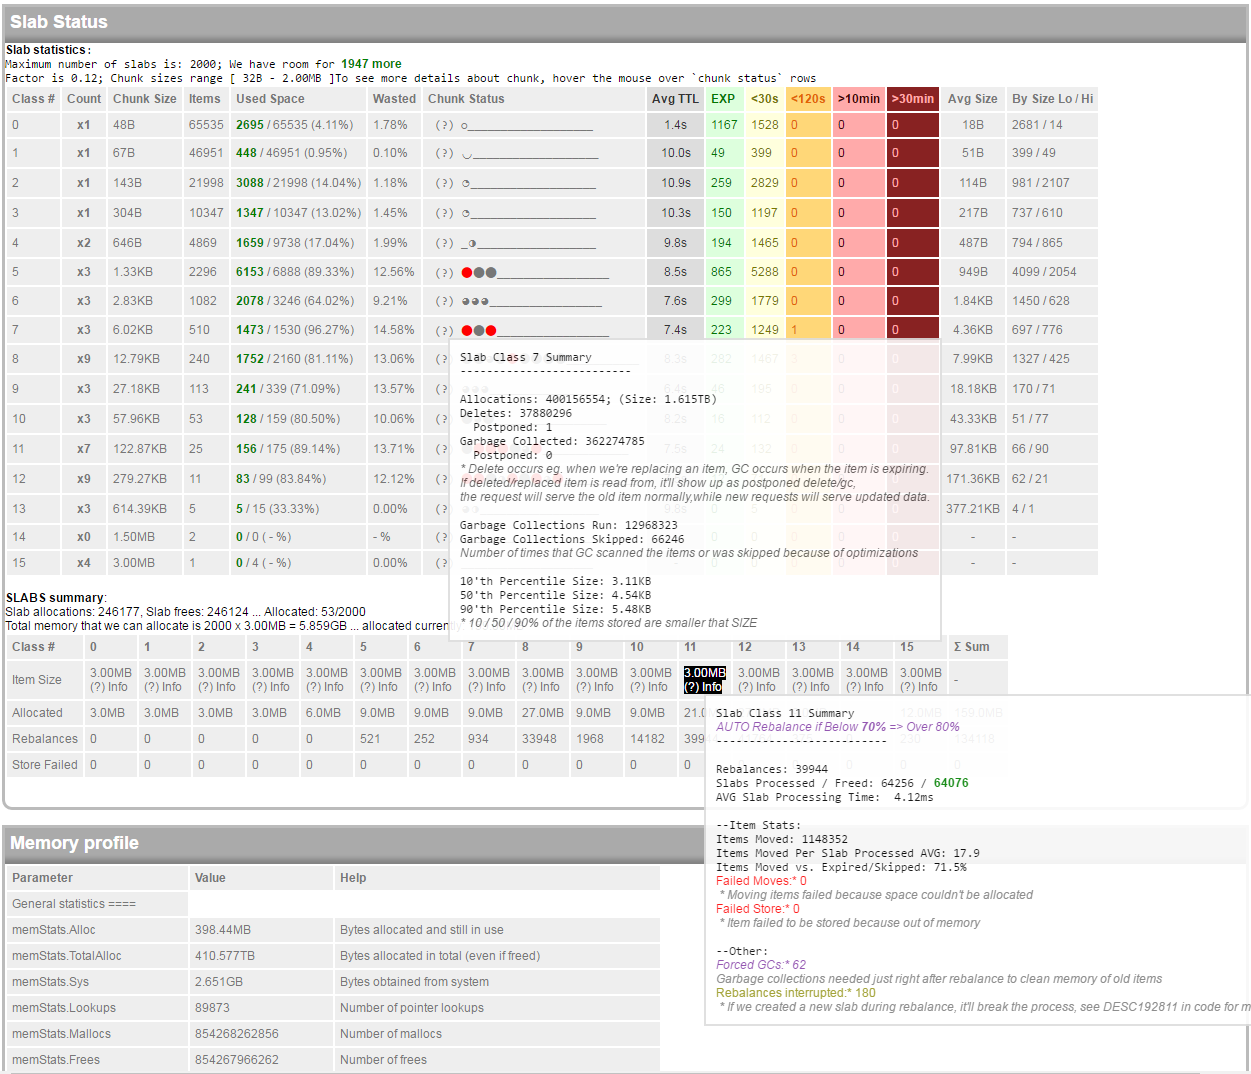 Slab Status
Slab statistics:
Maximum number of slabs is: 2000; We have room for 1947 more
Factor is 0.12; Chunk sizes range [ 32B - 2.00MB ]To see more details about chunk, hover the mouse over `chunk status` rows
Class # Count Chunk Size Items Used Space Wasted Chunk Status Avg TTL EXP <30s <120s >10min >30min Avg Size By Size Lo / Hi
0 x1 48B 65535 2695 / 65535 (4.11%) 1.78% (?) 1.4s 1167 1528 0 0 0 18B 2681 / 14
1 x1 67B 46951 448 / 46951 (0.95%) 0.10% (?) 10.0s 49 399 0 0 0 51B 399 / 49
2 x1 143B 21998 3088 / 21998 (14.04%) 1.18% (?) 10.9s 259 2829 0 0 0 114B 981 / 2107
3 x1 304B 10347 1347 / 10347 (13.02%) 1.45% (?) 10.3s 150 1197 0 0 0 217B 737 / 610
4 x2 646B 4869 1659 / 9738 (17.04%) 1.99% (?) 9.8s 194 1465 0 0 0 487B 794 / 865
5 x3 1.33KB 2296 6153 / 6888 (89.33%) 12.56% (?) 8.5s 865 5288 0 0 0 949B 4099 / 2054
6 x3 2.83KB 1082 2078 / 3246 (64.02%) 9.21% (?) 7.6s 299 1779 0 0 0 1.84KB 1450 / 628
7 x3 6.02KB 510 1473 / 1530 (96.27%) 14.58% (?) 7.4s 223 1249 1 0 0 4.36KB 697 / 776
8 x9 12.79KB 240 1752 / 2160 (81.11%) 13.06% (? 8.3s 282 1467 7.99KB 1327 / 425
9 x3 27.18KB 113 241 / 339 (71.09%) 13.57% (? 6.4s 46 195 18.18KB 170 / 71
10 x3 57.96KB 53 128 / 159 (80.50%) 10.06% (? 8.2s 16 112 43.33KB 51 / 77
11 x7 122.87KB 25 156 / 175 (89.14%) 13.71% (? 7.5s 24 132 97.81KB 66 / 90
12 x9 279.27KB 11 83 / 99 (83.84%) 12.12% (? 171.36KB 62 / 21
13 x3 614.39KB 5 5 / 15 (33.33%) 0.00% (? 9.8s 0 5 377.21KB 4 / 1
14 x0 1.50MB 2 0 / 0 ( - %) - % (? - - -
15 x4 3.00MB 1 0 / 4 ( - %) 0.00% (? - - -
Slab Class 7 Summary
--------------------------
Allocations: 400156554; (Size: 1.615TB)
Deletes: 37880296
Postponed: 1
Garbage Collected: 362274785
Postponed: 0
* Delete occurs eg. when we're replacing an item, GC occurs when the item is expiring.
If deleted/replaced item is read from, it'll show up as postponed delete/gc,
the request will serve the old item normally,while new requests will serve updated data.
Garbage Collections Run: 12968323
Garbage Collections Skipped: 66246
Number of times that GC scanned the items or was skipped because of optimizations
10'th Percentile Size: 3.11KB
50'th Percentile Size: 4.54KB
90'th Percentile Size: 5.48KB
* 10 / 50 / 90% of the items stored are smaller that SIZE
SLABS summary:
Slab allocations: 246177, Slab frees: 246124 ... Allocated: 53/2000
Total memory that we can allocate is 2000 x 3.00MB = 5.859GB ... allocated currently
Class # 0 1 2 3 4 5 6 7 8 9 10 11 12 13 14 15 Σ Sum
Item Size 3.00MB 3.00MB 3.00MB 3.00MB 3.00MB 3.00MB 3.00MB 3.00MB 3.00MB 3.00MB 3.00MB 3.00MB 3.00MB 3.00MB 3.00MB 3.00MB -
(?) Info (?) Info (?) Info (?) Info (?) Info (?) Info (?) Info (?) Info (?) Info (?) Info (?) Info (?) Info (?) Info (?) Info (?) Info (?) Info
Allocated 3.0MB 3.0MB 3.0MB 3.0MB 6.0MB 9.0MB 9.0MB 9.0MB 27.0MB 9.0MB 9.0MB 21.0 12.0MB 159.0MB
Rebalances 0 0 0 0 0 521 252 934 33948 1968 14182 39944 230 134118
Store Failed 0 0 0 0 0 0 0 0 0 0 0 0 0 0 0 0 0
Slab Class 11 Summary
AUTO Rebalance if Below 70% => Over 80%
--------------------------
Rebalances: 39944
Slabs Processed / Freed: 64256 / 64076
AVG Slab Processing Time: 4.12ms
--Item Stats:
Items Moved: 1148352
Items Moved Per Slab Processed AVG: 17.9
Items Moved vs. Expired/Skipped: 71.5%
Failed Moves:* 0
* Moving items failed because space couldn't be allocated
Failed Store:* 0
* Item failed to be stored because out of memory
--Other:
Forced GCs:* 62
Garbage collections needed just right after rebalance to clean memory of old items
Rebalances interrupted:* 180
* If we created a new slab during rebalance, it'll break the process, see DESC192811 in code for m
Memory profile
Parameter Value Help
General statistics ====
memStats.Alloc 398.44MB Bytes allocated and still in use
memStats.TotalAlloc 410.577TB Bytes allocated in total (even if freed)
memStats.Sys 2.651GB Bytes obtained from system
memStats.Lookups 89873 Number of pointer lookups
memStats.Mallocs 854268262856 Number of mallocs
memStats.Frees 854267966262 Number of frees